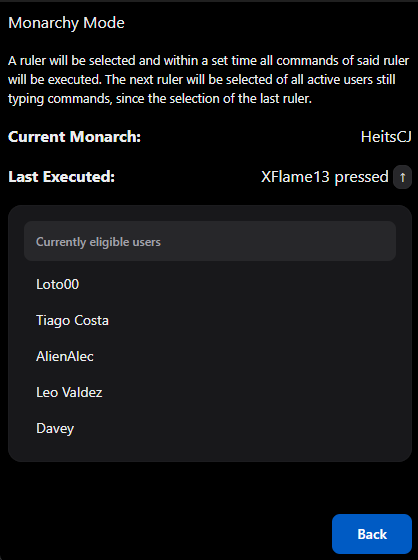 Monarchy Mode
A ruler will be selected and within a set time all commands of said ruler
will be executed. The next ruler will be selected of all active users still
typing commands, since the selection of the last ruler.
Current Monarch: HeitsCJ
Last Executed: XFlame13 pressed ↑
Currently eligible users
Loto00
Tiago Costa
AlienAlec
Leo Valdez
Davey
Back